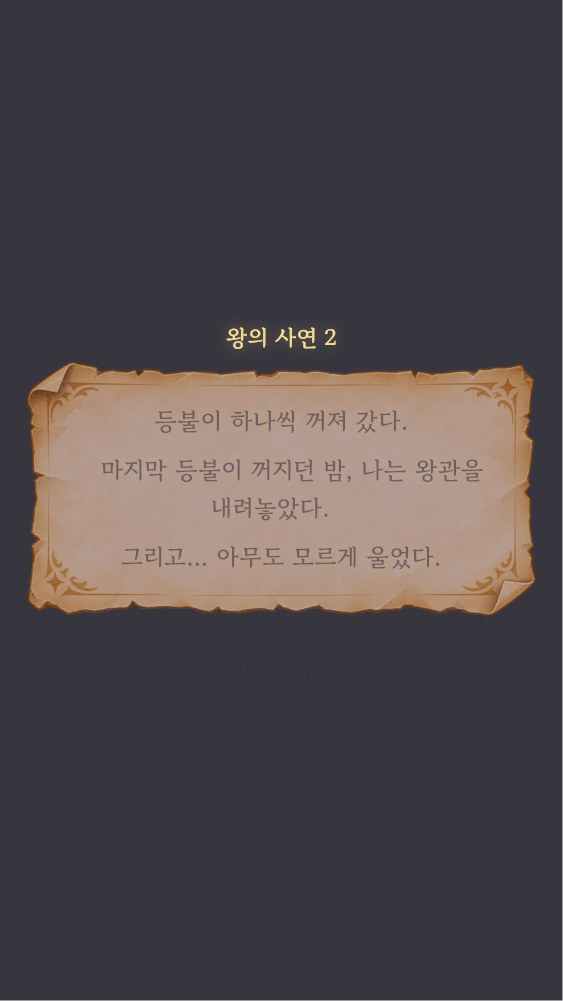 왕의 사연 2
등불이 하나씩 꺼져 갔다.
마지막 등불이 꺼지던 밤, 나는 왕관을
내려놓았다.
그리고... 아무도 모르게 울었다.